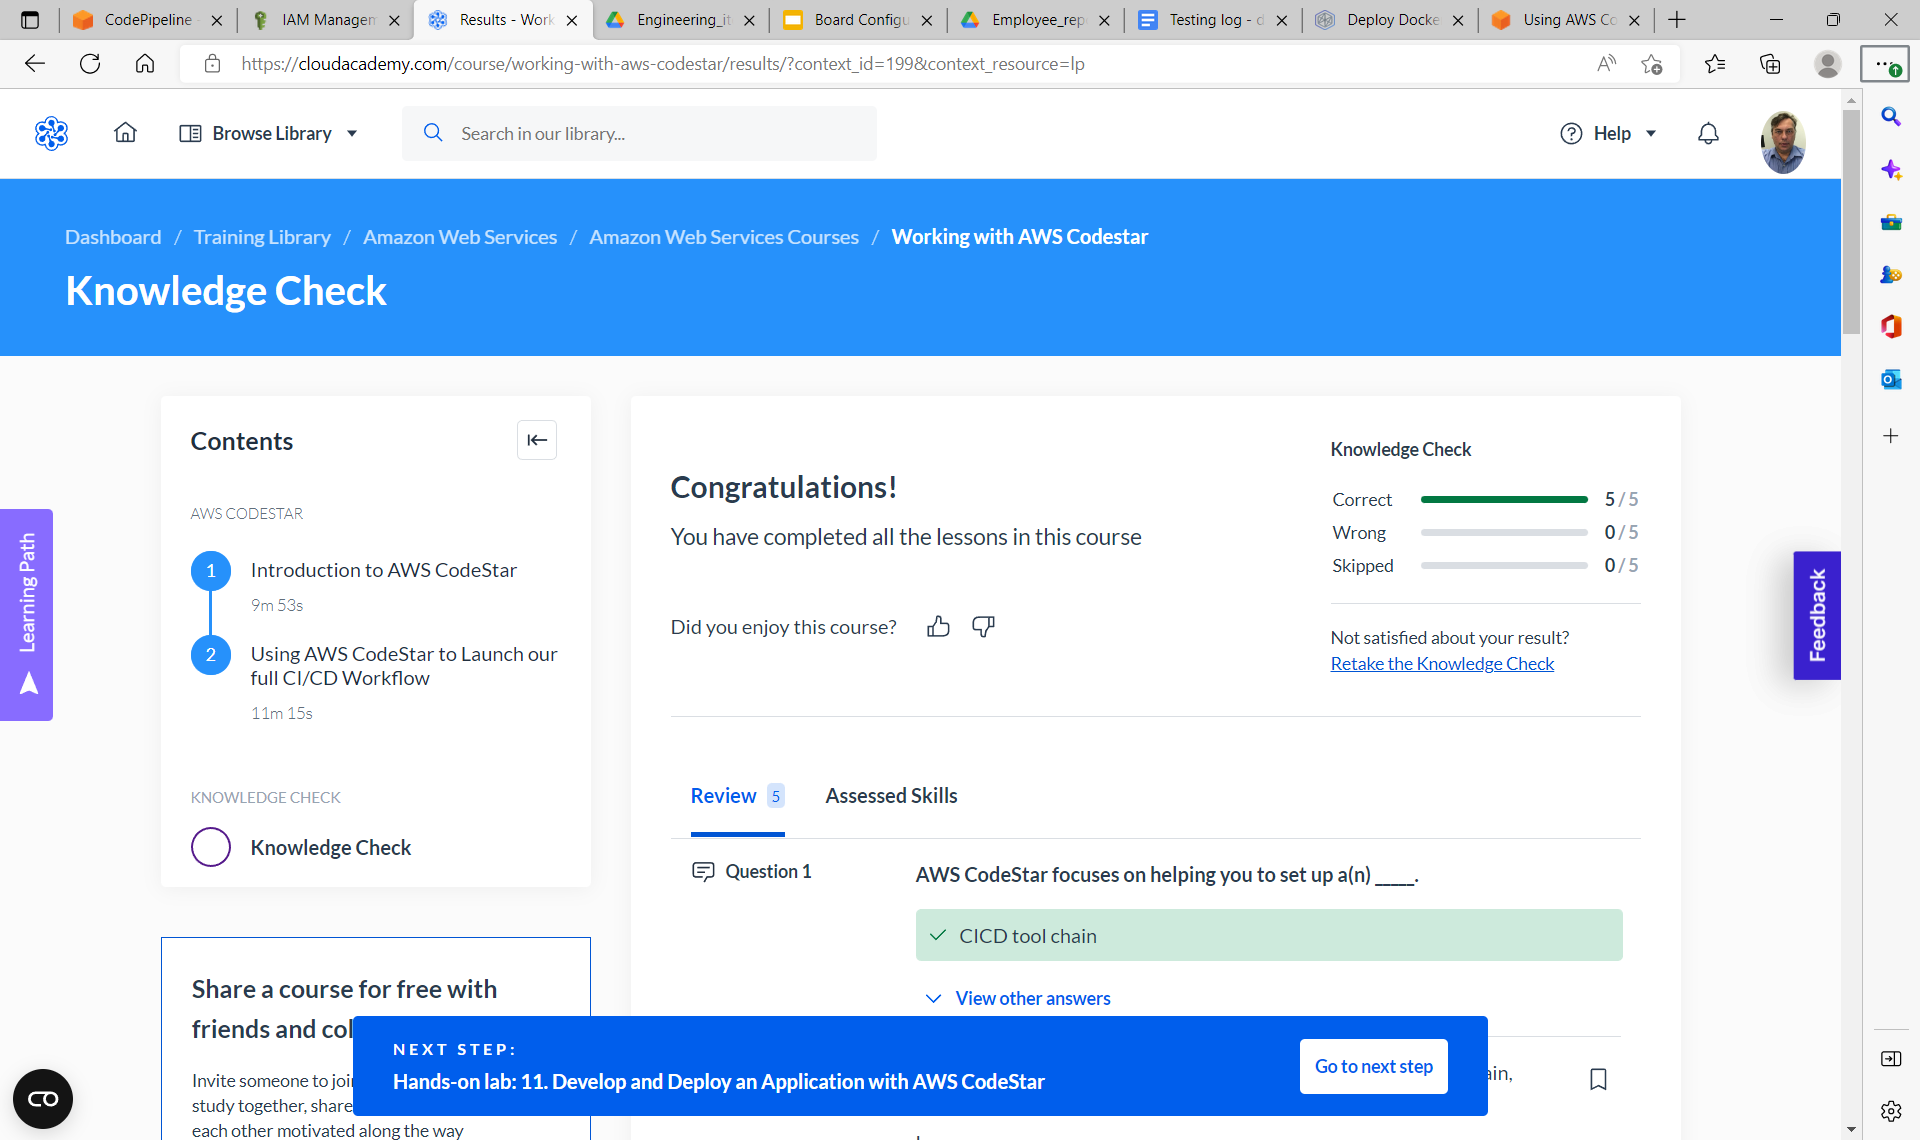 CodePipeline
IAM Managem
Results - Work
Engineering_it
Board Configu
Employee_rep
Testing log - d
Deploy Docke
Using AWS Co
https://cloudacademy.com/course/working-with-aws-codestar/results/?context_id=199&context_resource=lp
Browse Library
Search in our library...
Help
Dashboard / Training Library / Amazon Web Services / Amazon Web Services Courses / Working with AWS Codestar
Knowledge Check
Contents
AWS CODESTAR
1 Introduction to AWS CodeStar
9m 53s
2 Using AWS CodeStar to Launch our
full CI/CD Workflow
11m 15s
KNOWLEDGE CHECK
Knowledge Check
Learning Path
Share a course for free with
friends and col
Invite someone to joi
study together, share
each other motivated along the way
Congratulations!
You have completed all the lessons in this course
Did you enjoy this course?
Knowledge Check
Correct 5 / 5
Wrong 0 / 5
Skipped 0 / 5
Not satisfied about your result?
Retake the Knowledge Check
Feedback
Review 5
Assessed Skills
Question 1
AWS CodeStar focuses on helping you to set up a(n) _____.
CICD tool chain
View other answers
ain,
NEXT STEP:
Hands-on lab: 11. Develop and Deploy an Application with AWS CodeStar
Go to next step